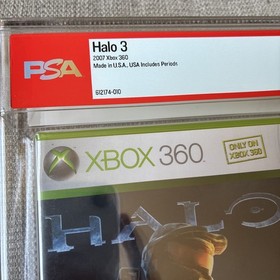 PSA
Halo 3
2007 Xbox 360
Made in U.S.A., USA Includes Periods
612174-010
XBOX 360
ONLY ON
XBOX 360
HALO